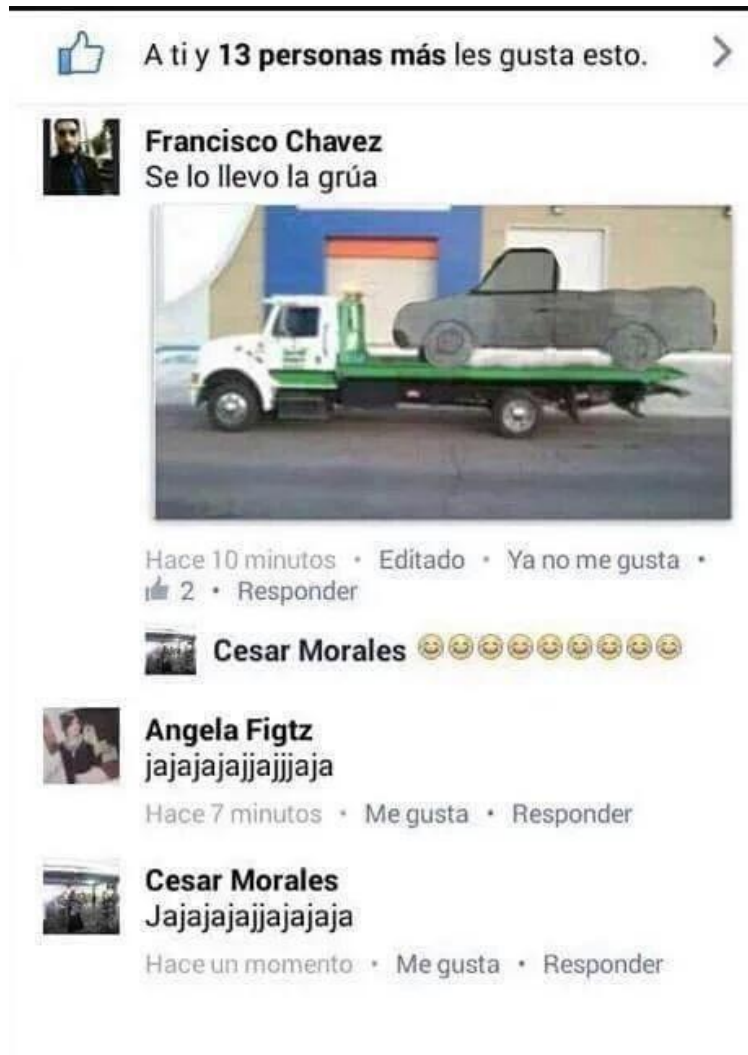 A ti y 13 personas más les gusta esto.
Francisco Chavez
Se lo llevo la grúa
Hace 10 minutos • Editado • Ya no me gusta •
2 • Responder
Cesar Morales
Angela Figtz
jajajajajjajjjaja
Hace 7 minutos • Me gusta • Responder
Cesar Morales
Jajajajajjajajaja
Hace un momento • Me gusta • Responder